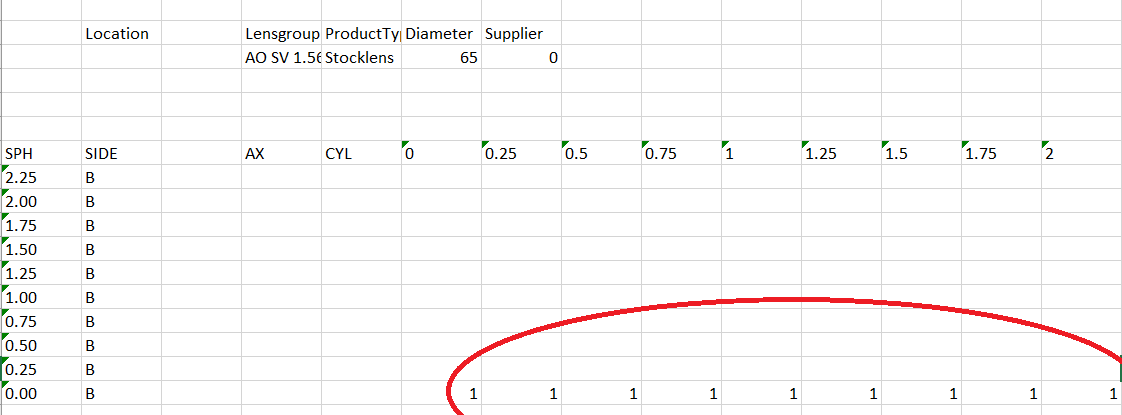 Location Lensgroup ProductTy Diameter Supplier
AO SV 1.56 Stocklens 65 0
SPH SIDE AX CYL 0 0.25 0.5 0.75 1 1.25 1.5 1.75 2
2.25 B
2.00 B
1.75 B
1.50 B
1.25 B
1.00 B
0.75 B
0.50 B
0.25 B
0.00 B 1 1 1 1 1 1 1 1 1